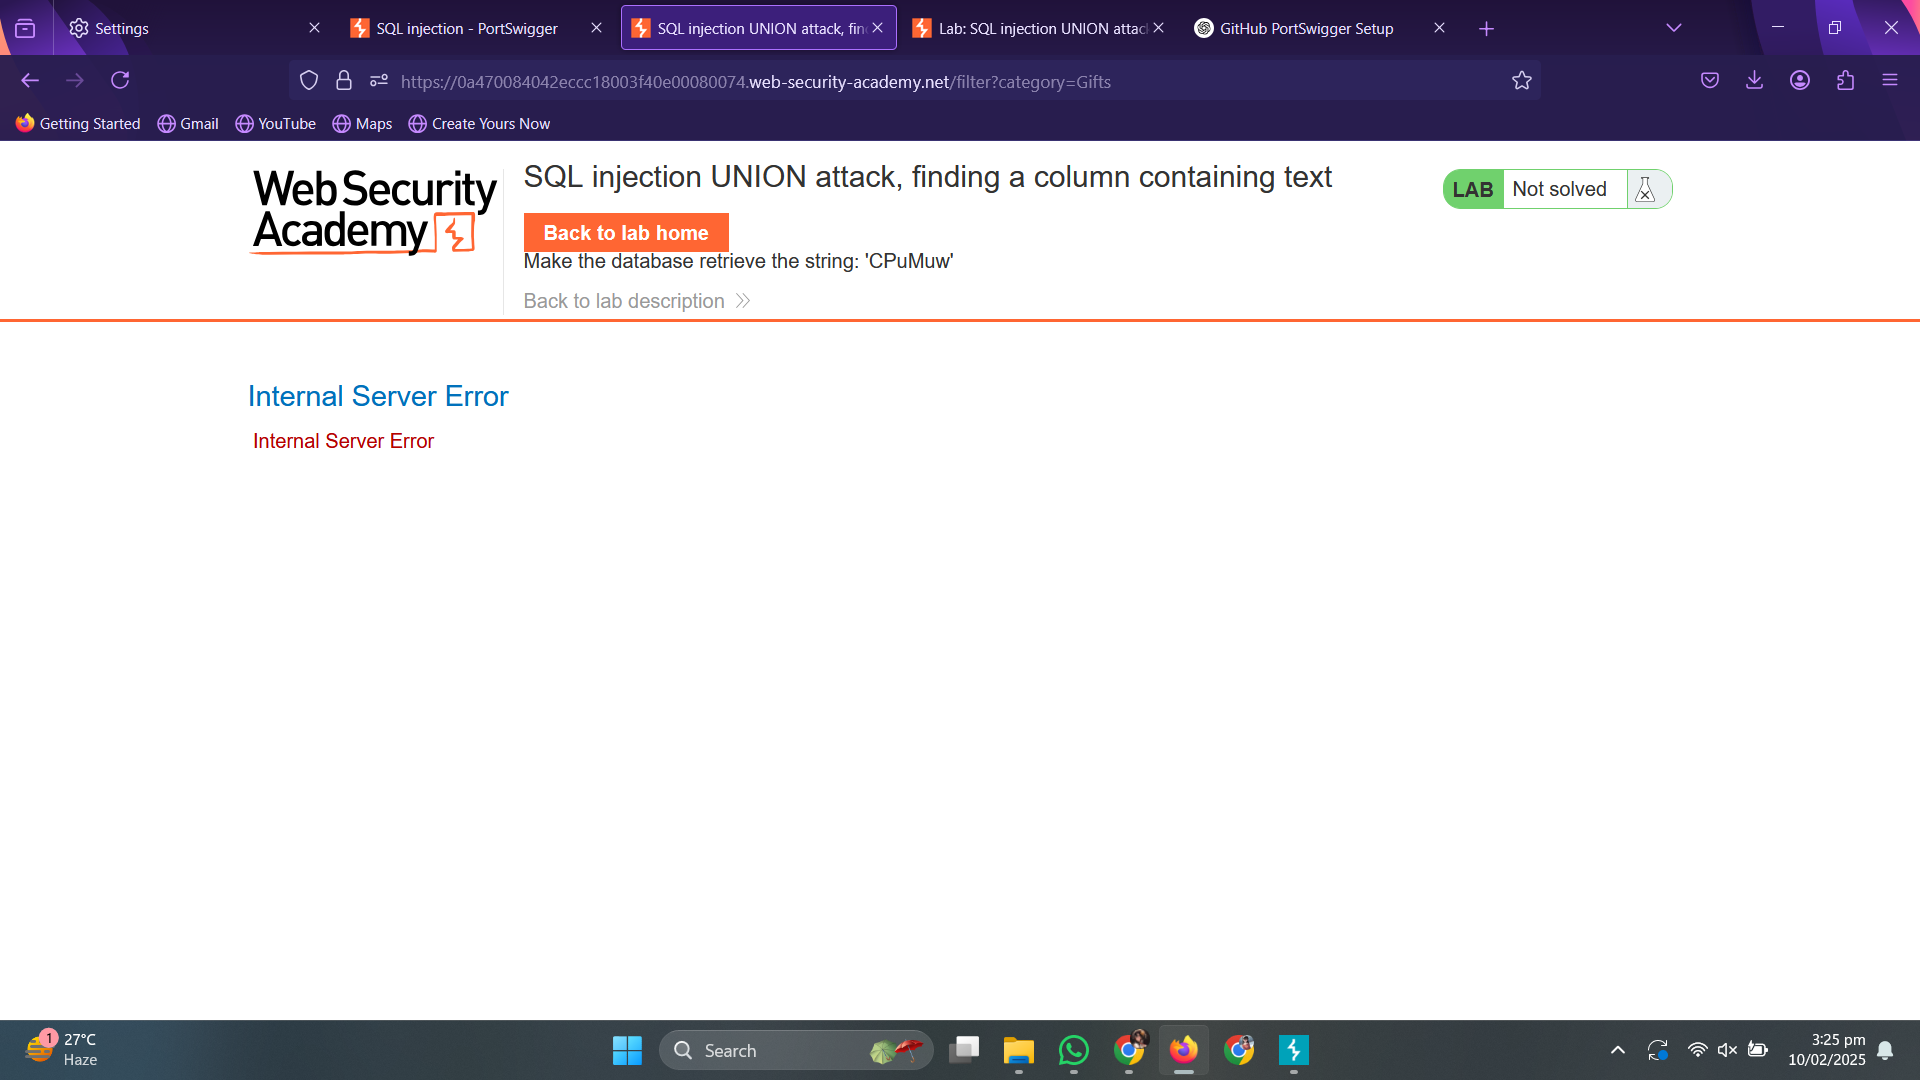 Settings
SQL injection - PortSwigger
SQL injection UNION attack, fin
Lab: SQL injection UNION attac
GitHub PortSwigger Setup
https://0a470084042eccc18003f40e00080074.web-security-academy.net/filter?category=Gifts
Getting Started
Gmail
YouTube
Maps
Create Yours Now
Web Security
Academy
SQL injection UNION attack, finding a column containing text
LAB
Not solved
Back to lab home
Make the database retrieve the string: 'CPuMuw'
Back to lab description
Internal Server Error
Internal Server Error
1
27°C
Haze
Search
3:25 pm
10/02/2025